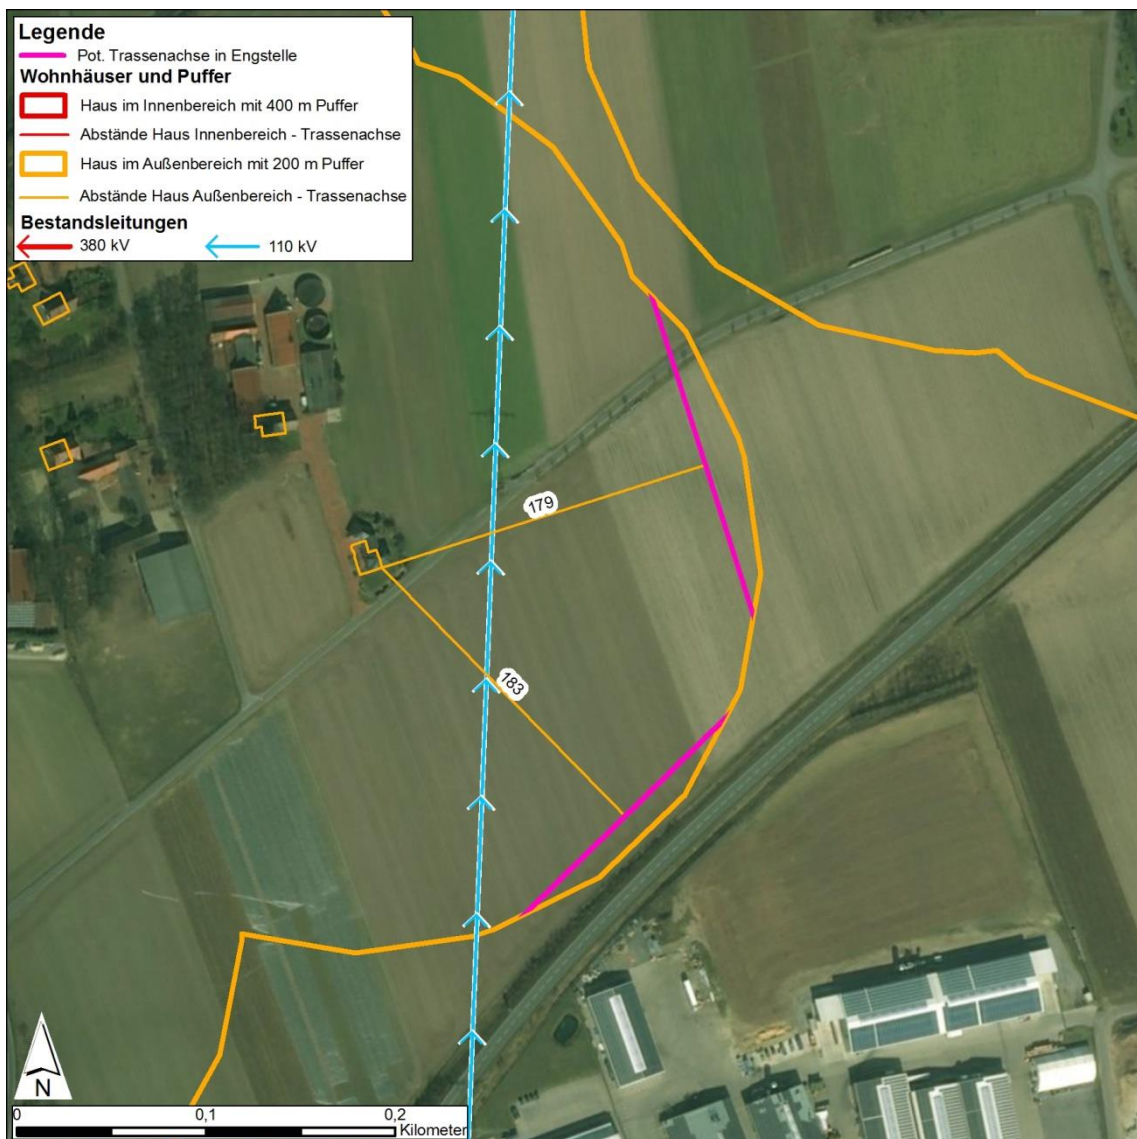 Legende
Pot. Trassenachse in Engstelle
Wohnhäuser und Puffer
Haus im Innenbereich mit 400 m Puffer
Abstände Haus Innenbereich - Trassenachse
Haus im Außenbereich mit 200 m Puffer
Abstände Haus Außenbereich - Trassenachse
Bestandsleitungen
380 kV 110 kV
179
183
N
0 0,1 0,2
Kilometer